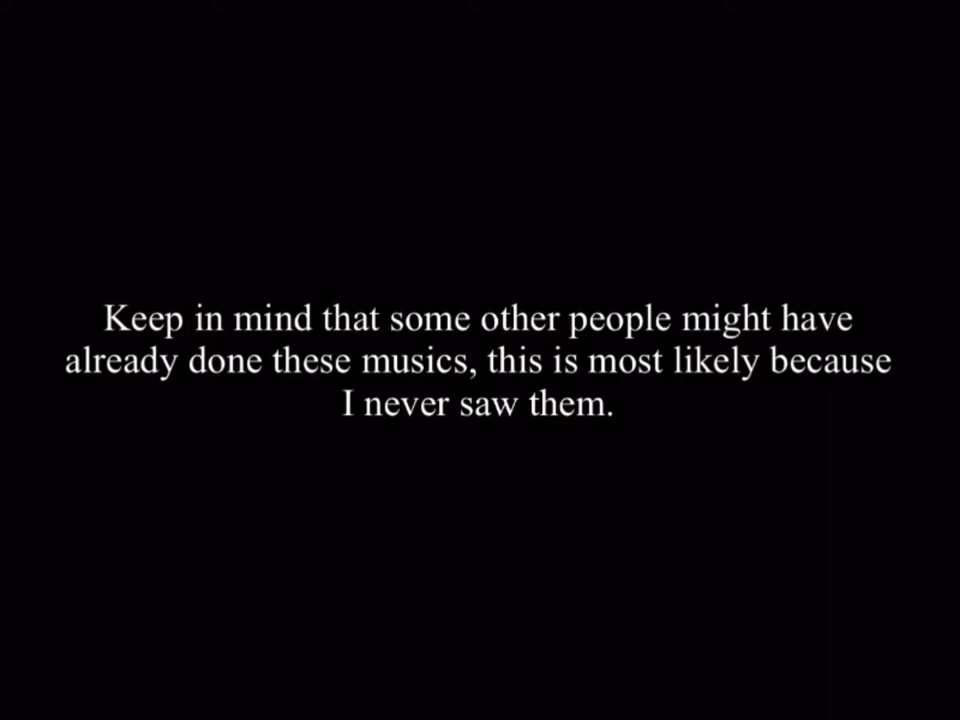 Keep in mind that some other people might have
already done these musics, this is most likely because
I never saw them.